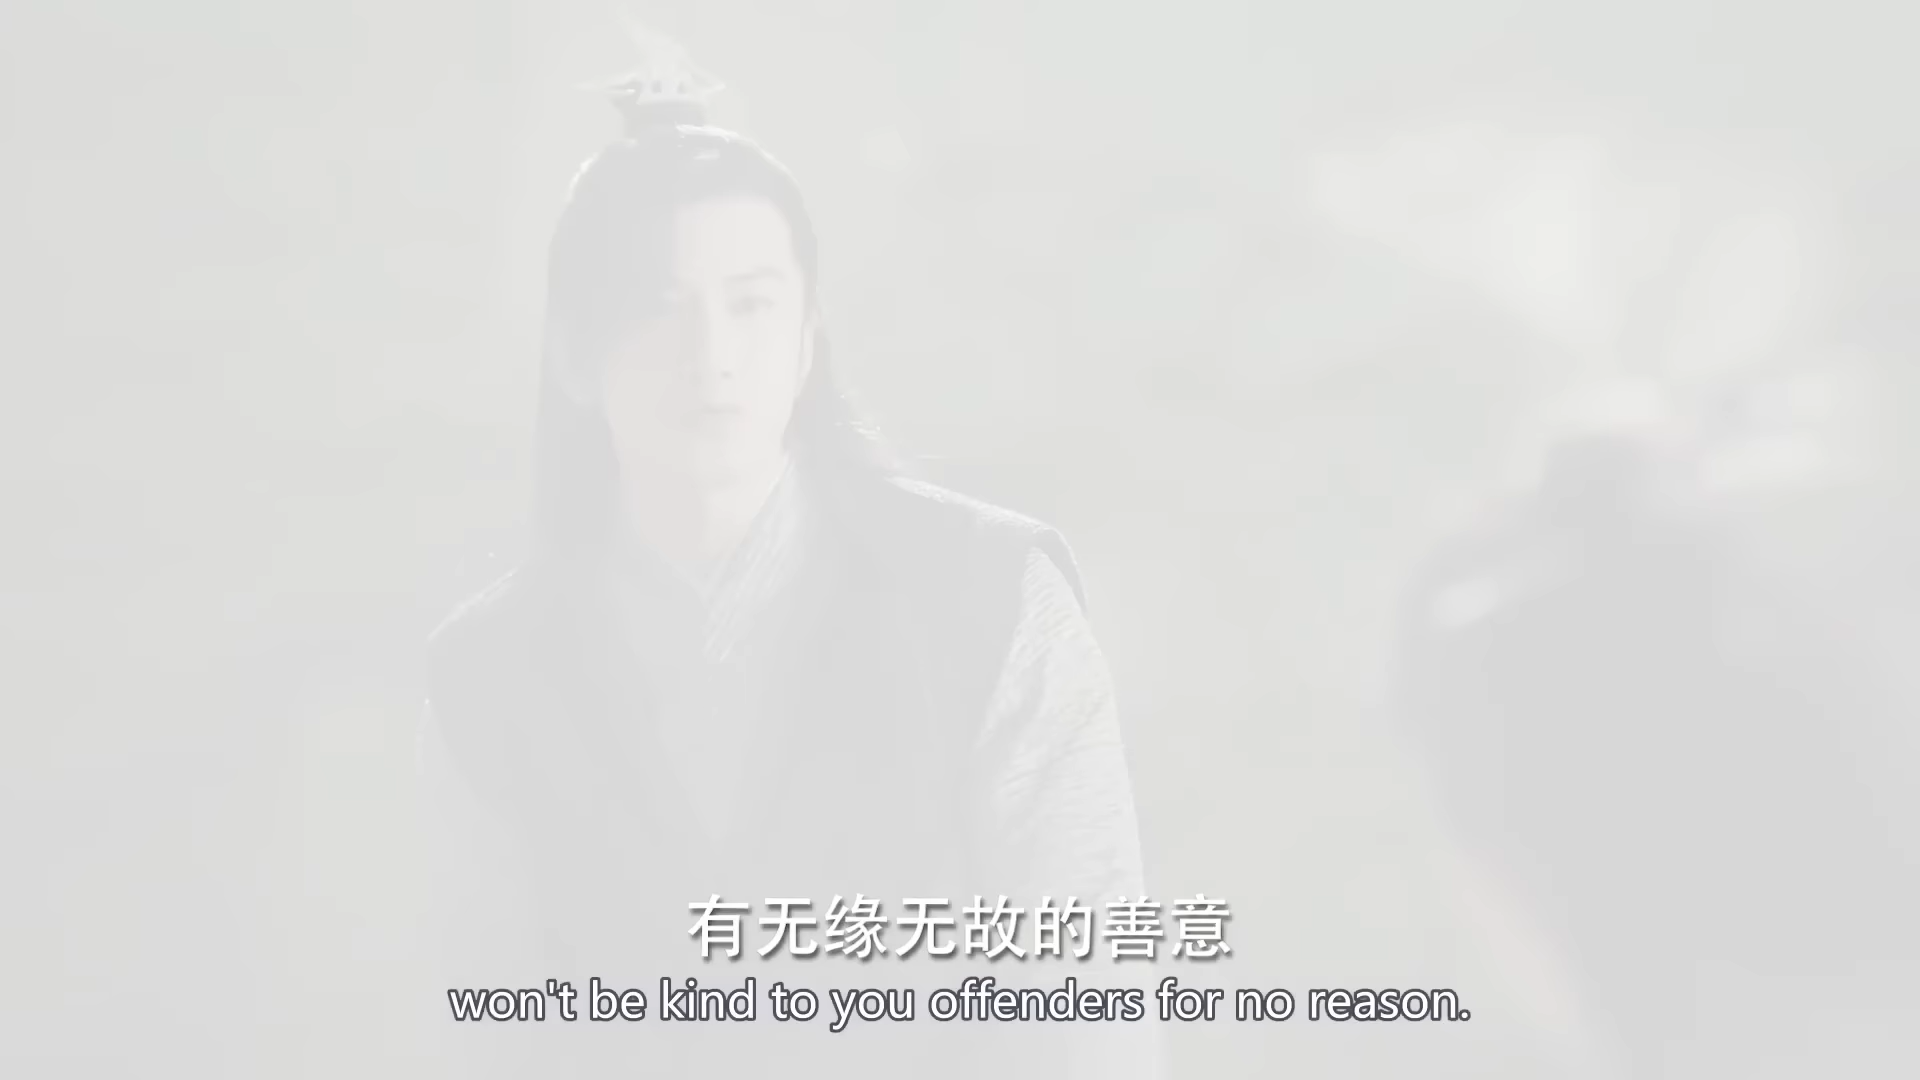 有无缘无故的善意
won't be kind to you offenders for no reason.